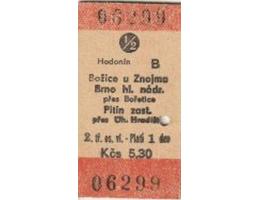 06299
1/2
Hodonín B
Božice u Znojma
Brno hl. nádr.
přes Bořetice
Pitín zast.
přes Uh. Hradiště
2. tř. os. vl. - Platí 1 den
Kčs 5.30
06299